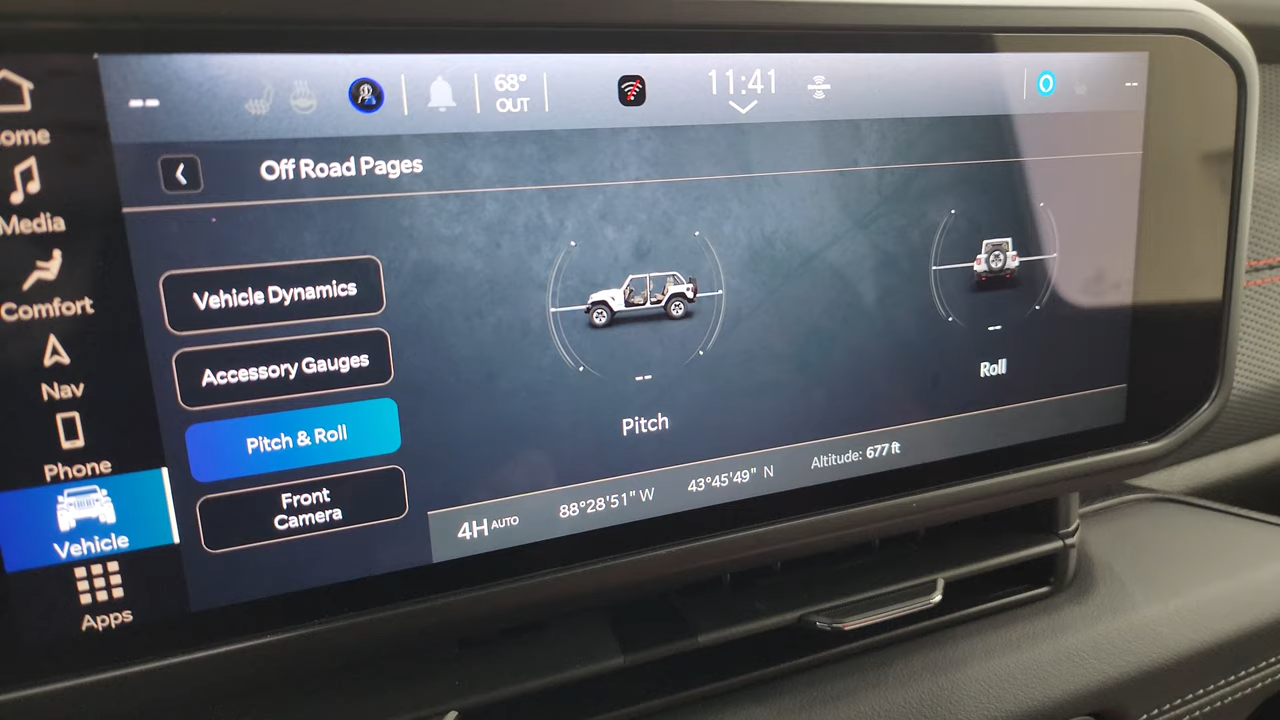 --
68°
OUT
11:41
--
Off Road Pages
ome
Media
Comfort
Nav
Phone
Vehicle
Apps
Vehicle Dynamics
Accessory Gauges
Pitch & Roll
Front
Camera
--
Pitch
--
Roll
4H AUTO 88°28'51" W 43°45'49" N Altitude: 677 ft